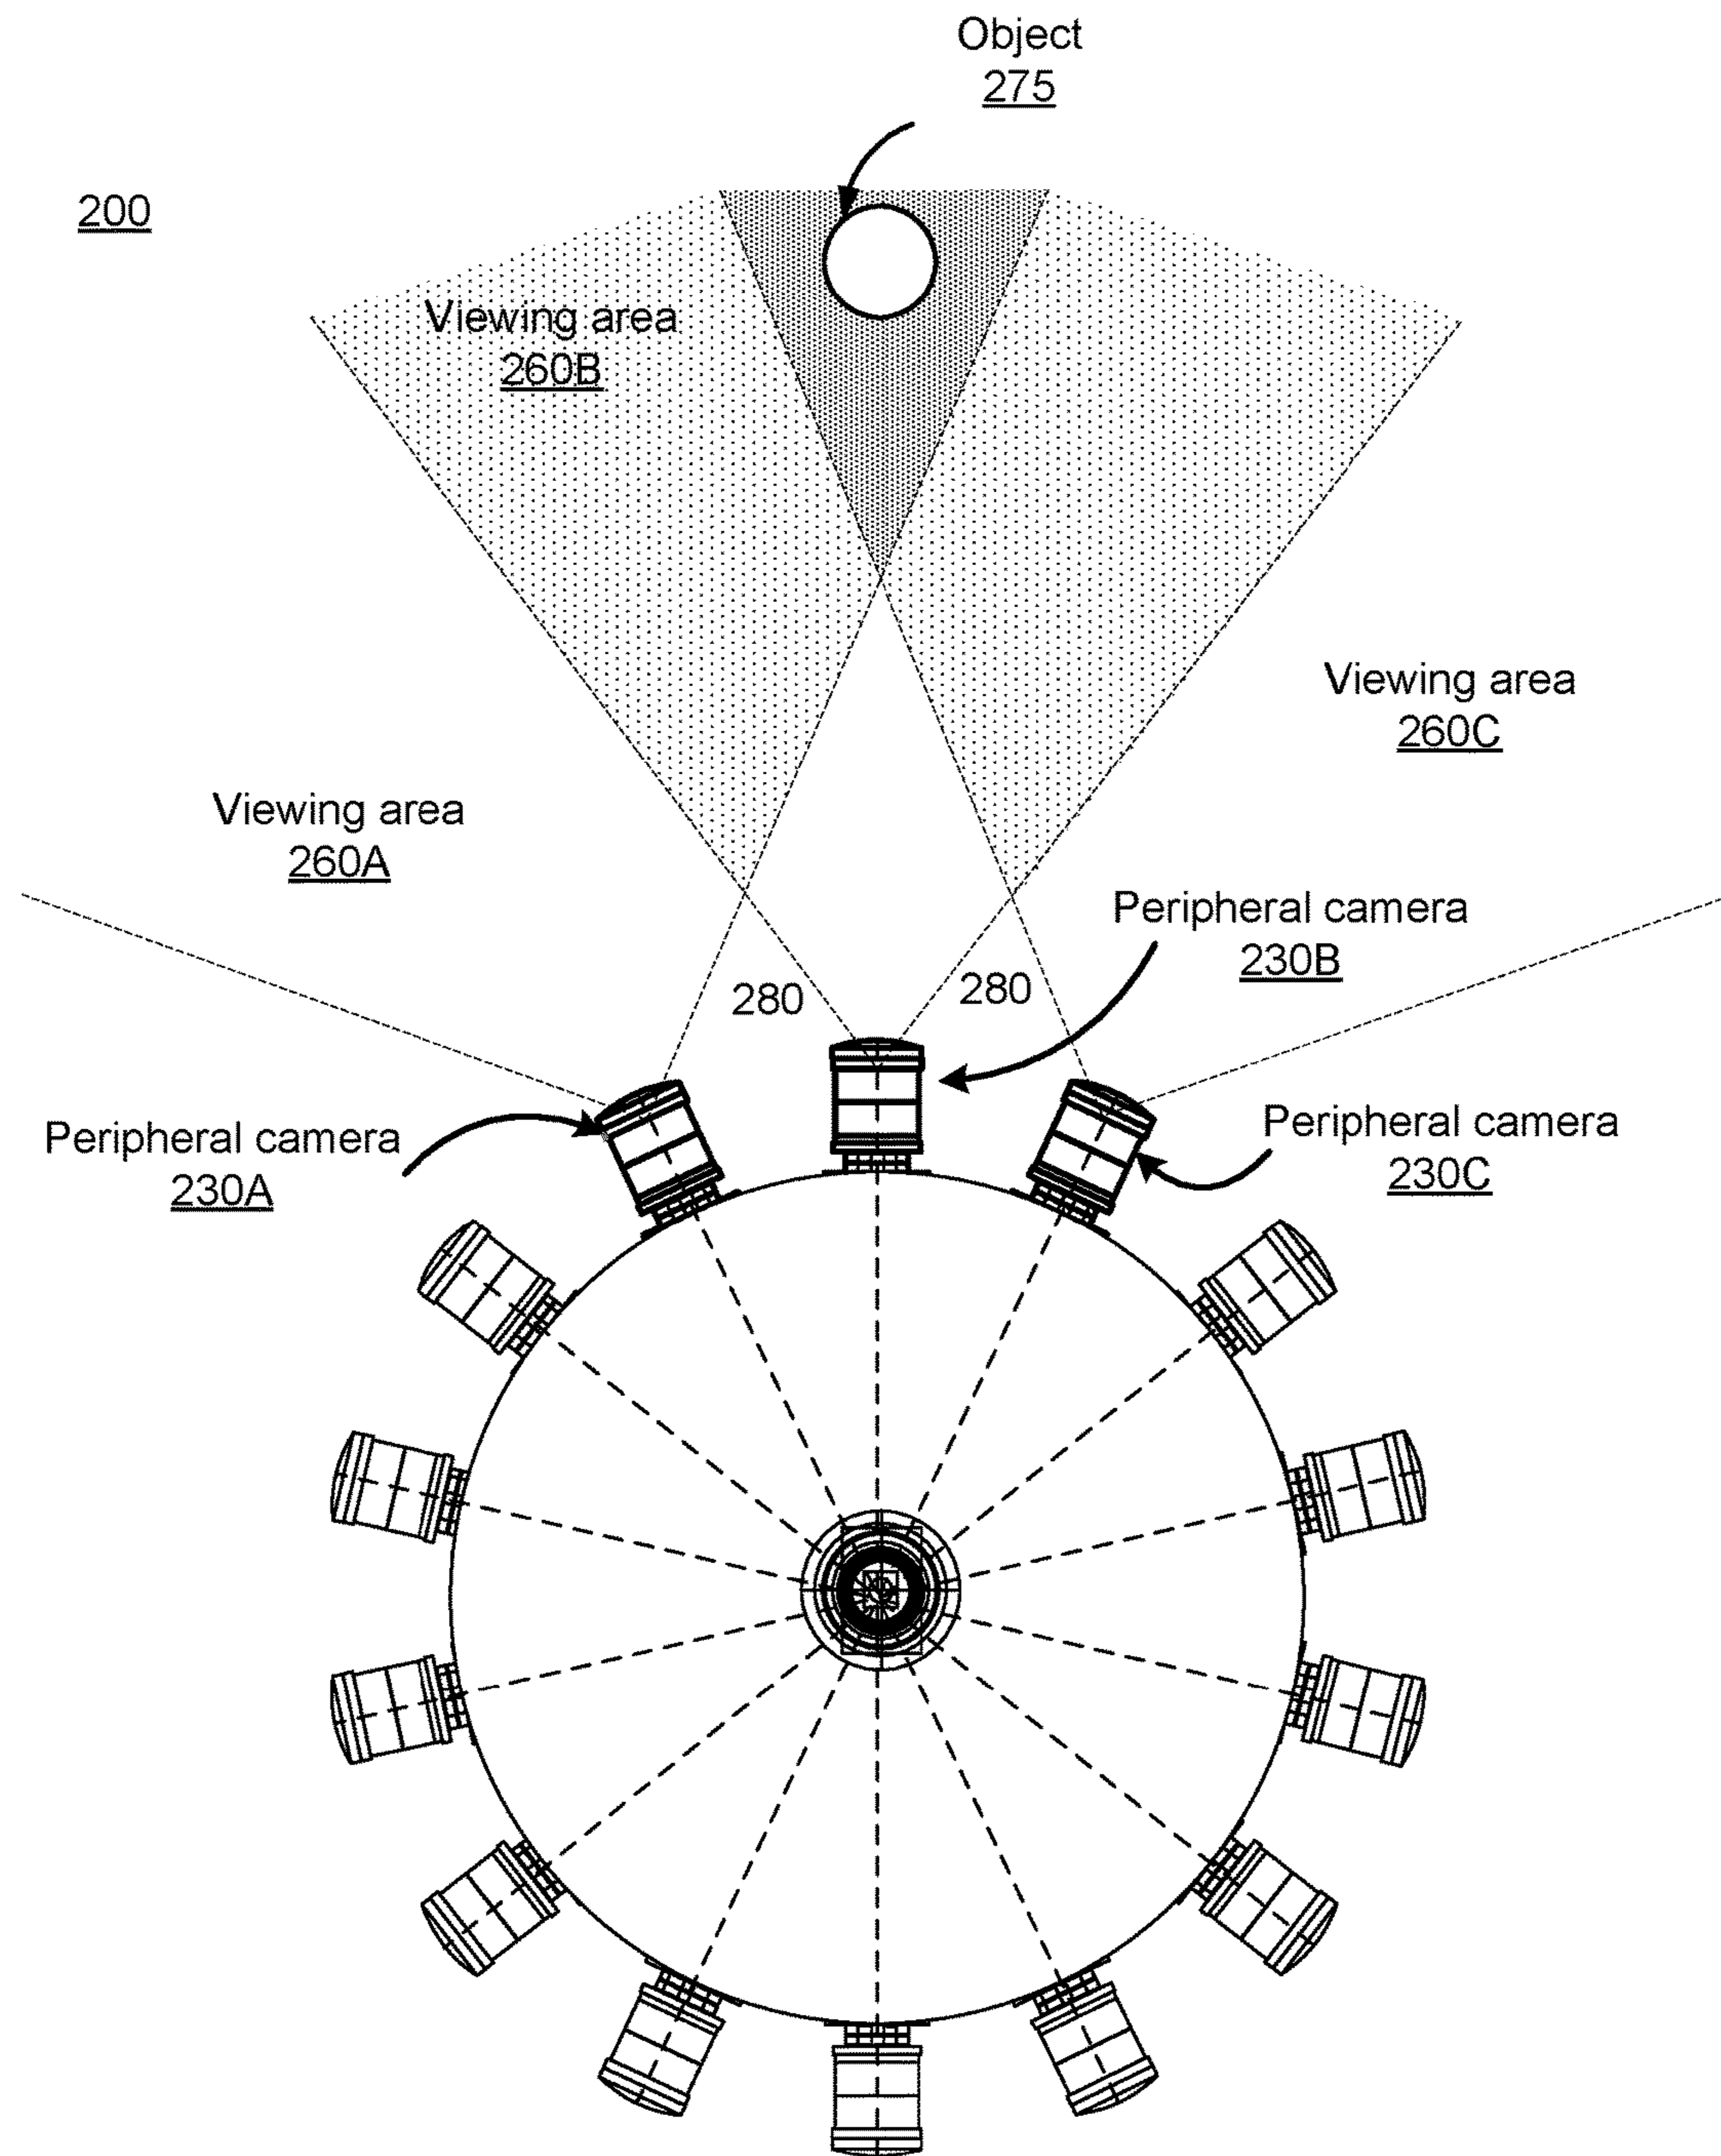 Object
275
200
Viewing area
260B
Viewing area
260C
Viewing area
260A
Peripheral camera
230B
280
280
Peripheral camera
230A
Peripheral camera
230C